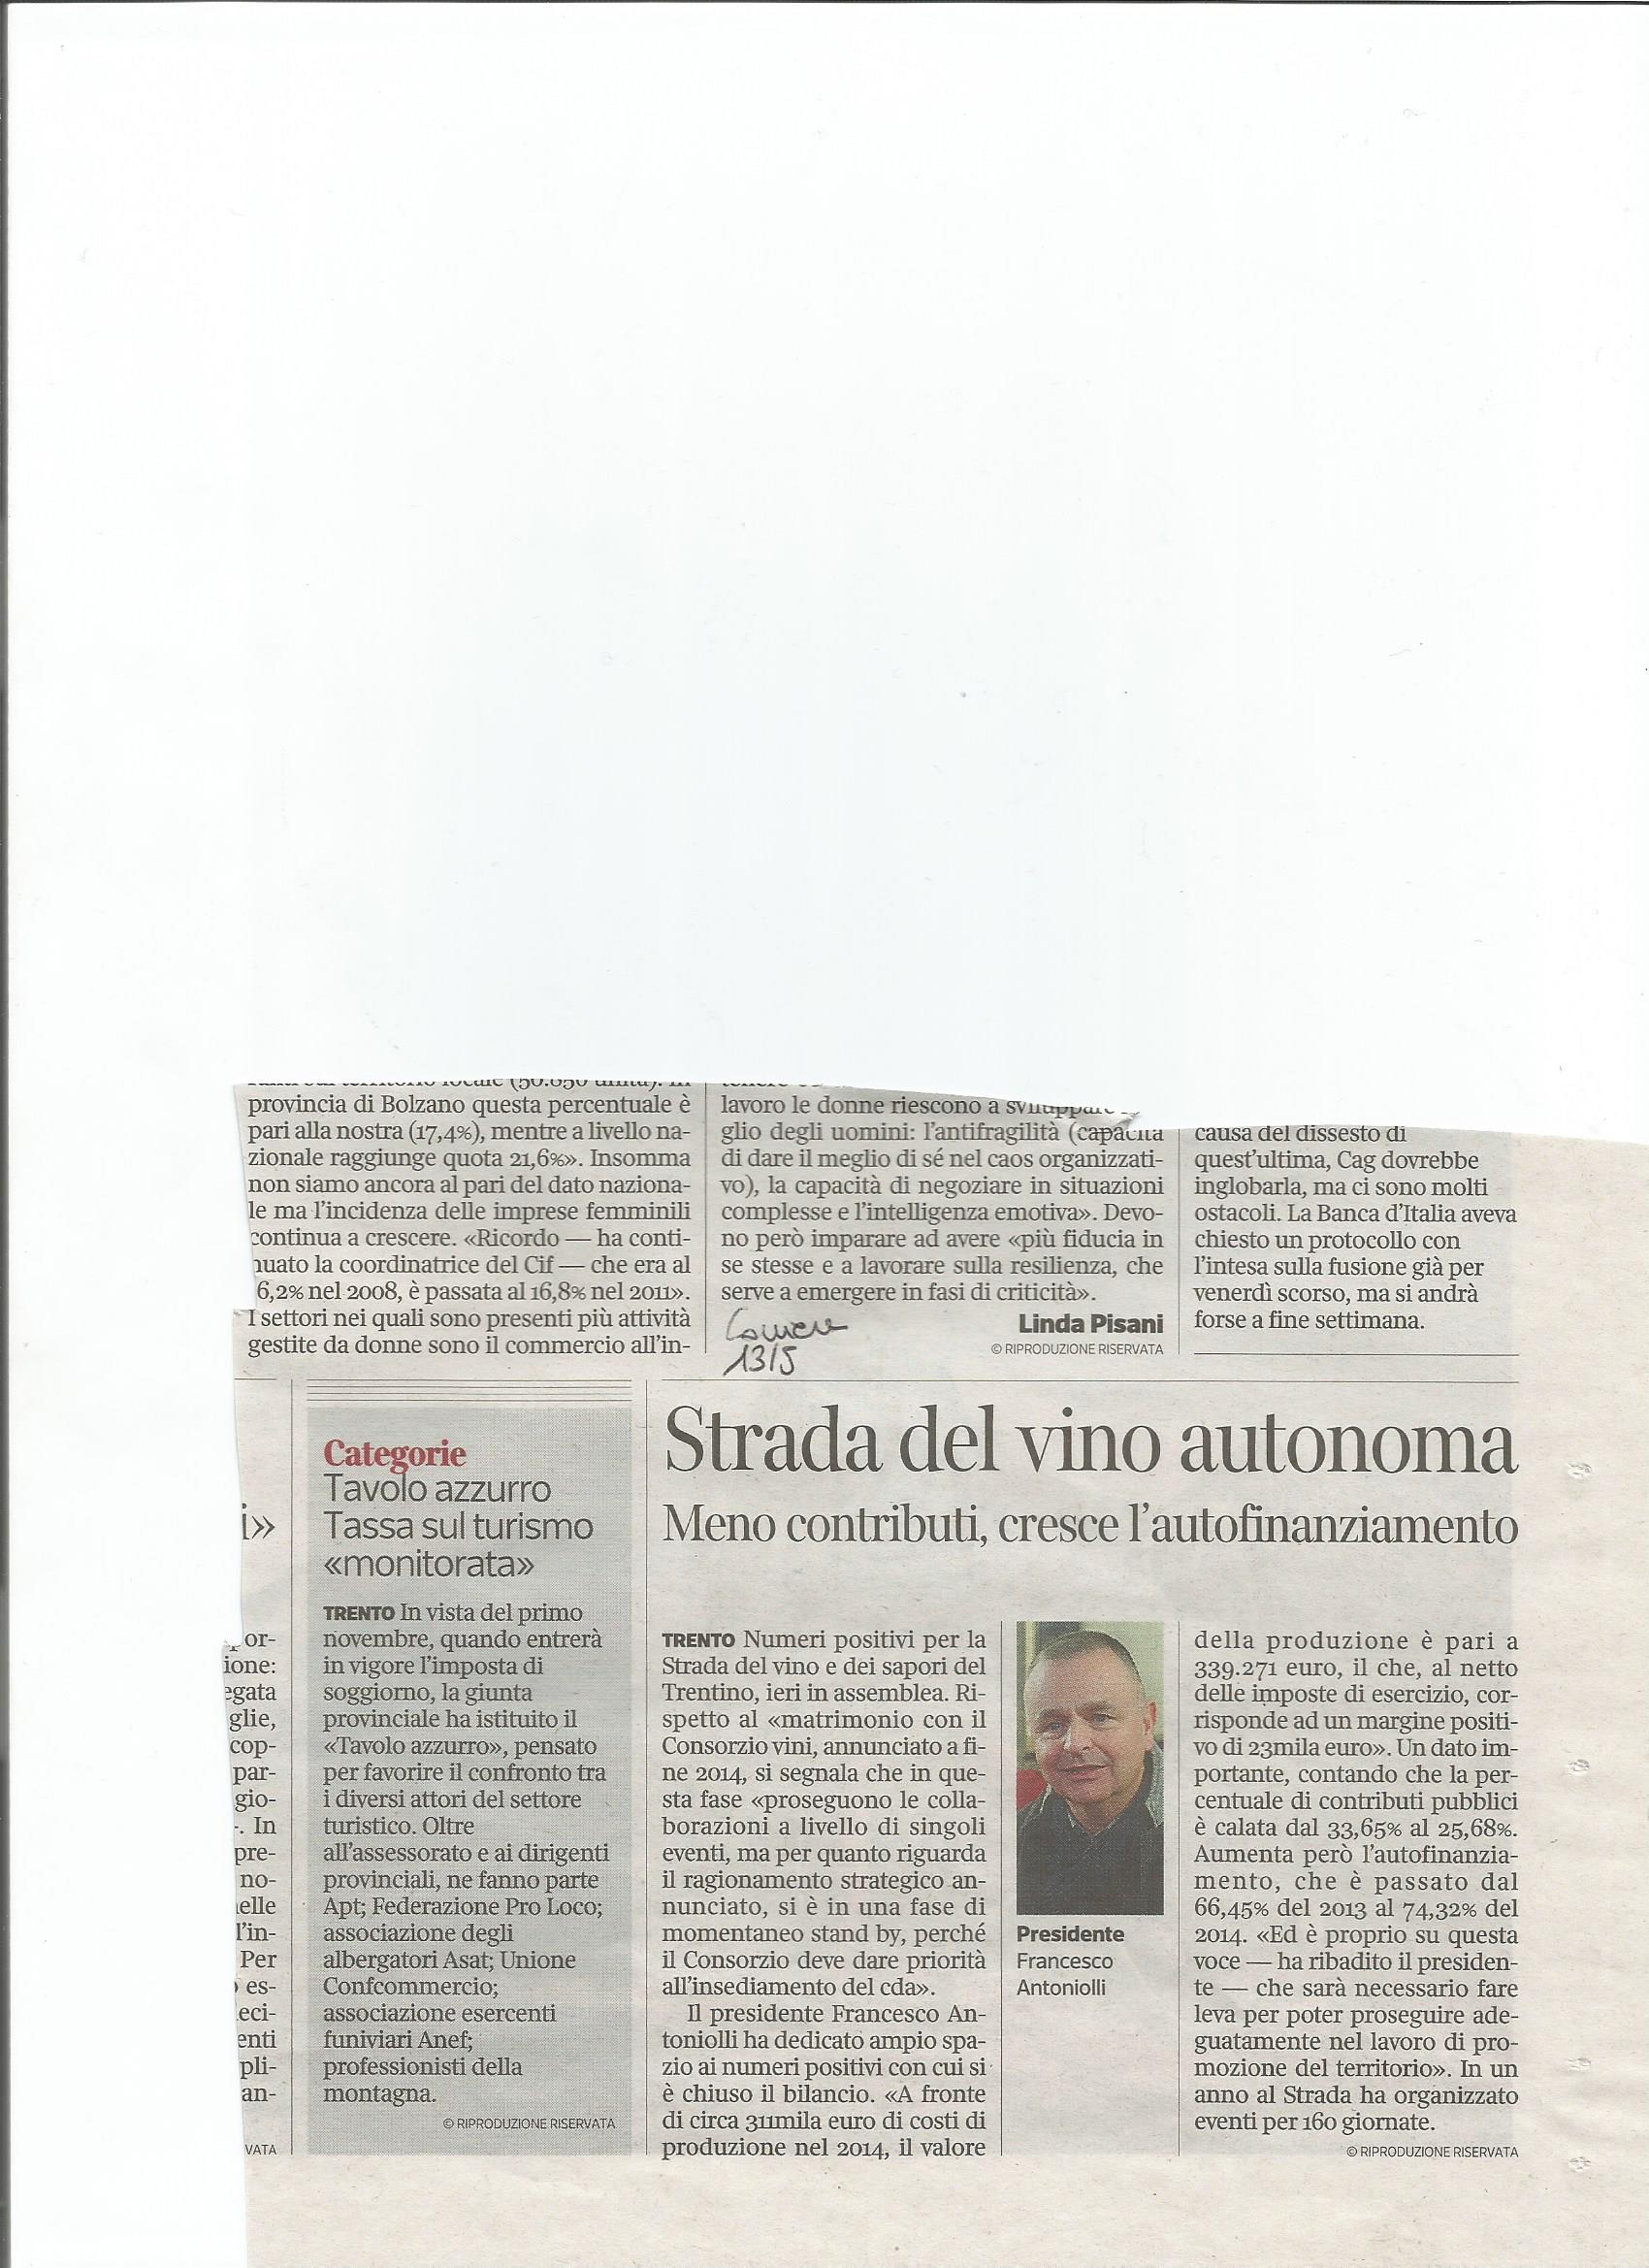 provincia di Bolzano questa percentuale è
pari alla nostra (17,4%), mentre a livello na-
zionale raggiunge quota 21,6%». Insomma
non siamo ancora al pari del dato naziona-
le ma l'incidenza delle imprese femminili
continua a crescere. «Ricordo — ha conti-
nuato la coordinatrice del Cif — che era al
6,2% nel 2008, è passata al 16,8% nel 2011».
I settori nei quali sono presenti più attività
gestite da donne sono il commercio all'in-
lavoro le donne riescono a sviluppare
glio degli uomini: l'antifragilità (capacità
di dare il meglio di sé nel caos organizzati-
vo), la capacità di negoziare in situazioni
complesse e l'intelligenza emotiva». Devo-
no però imparare ad avere «più fiducia in
se stesse e a lavorare sulla resilienza, che
serve a emergere in fasi di criticità».
Linda Pisani
© RIPRODUZIONE RISERVATA
Corriere
13/5
causa del dissesto di
quest'ultima, Cag dovrebbe
inglobarla, ma ci sono molti
ostacoli. La Banca d'Italia aveva
chiesto un protocollo con
l'intesa sulla fusione già per
venerdì scorso, ma si andrà
forse a fine settimana.
i»
or-
ione:
egata
glie,
cop-
par-
gio-
-. In
pre-
no-
elle
l'in-
Per
es-
eci-
enti
pli-
an-
VATA
Categorie
Tavolo azzurro
Tassa sul turismo
«monitorata»
TRENTO In vista del primo
novembre, quando entrerà
in vigore l'imposta di
soggiorno, la giunta
provinciale ha istituito il
«Tavolo azzurro», pensato
per favorire il confronto tra
i diversi attori del settore
turistico. Oltre
all'assessorato e ai dirigenti
provinciali, ne fanno parte
Apt; Federazione Pro Loco;
associazione degli
albergatori Asat; Unione
Confcommercio;
associazione esercenti
funiviari Anef;
professionisti della
montagna.
© RIPRODUZIONE RISERVATA
Strada del vino autonoma
Meno contributi, cresce l'autofinanziamento
TRENTO Numeri positivi per la
Strada del vino e dei sapori del
Trentino, ieri in assemblea. Ri-
spetto al «matrimonio con il
Consorzio vini, annunciato a fi-
ne 2014, si segnala che in que-
sta fase «proseguono le colla-
borazioni a livello di singoli
eventi, ma per quanto riguarda
il ragionamento strategico an-
nunciato, si è in una fase di
momentaneo stand by, perché
il Consorzio deve dare priorità
all'insediamento del cda».
Il presidente Francesco An-
toniolli ha dedicato ampio spa-
zio ai numeri positivi con cui si
è chiuso il bilancio. «A fronte
di circa 311mila euro di costi di
produzione nel 2014, il valore
Presidente
Francesco
Antoniolli
della produzione è pari a
339.271 euro, il che, al netto
delle imposte di esercizio, cor-
risponde ad un margine positi-
vo di 23mila euro». Un dato im-
portante, contando che la per-
centuale di contributi pubblici
è calata dal 33,65% al 25,68%.
Aumenta però l'autofinanzia-
mento, che è passato dal
66,45% del 2013 al 74,32% del
2014. «Ed è proprio su questa
voce — ha ribadito il presiden-
te — che sarà necessario fare
leva per poter proseguire ade-
guatamente nel lavoro di pro-
mozione del territorio». In un
anno al Strada ha organizzato
eventi per 160 giornate.
© RIPRODUZIONE RISERVATA